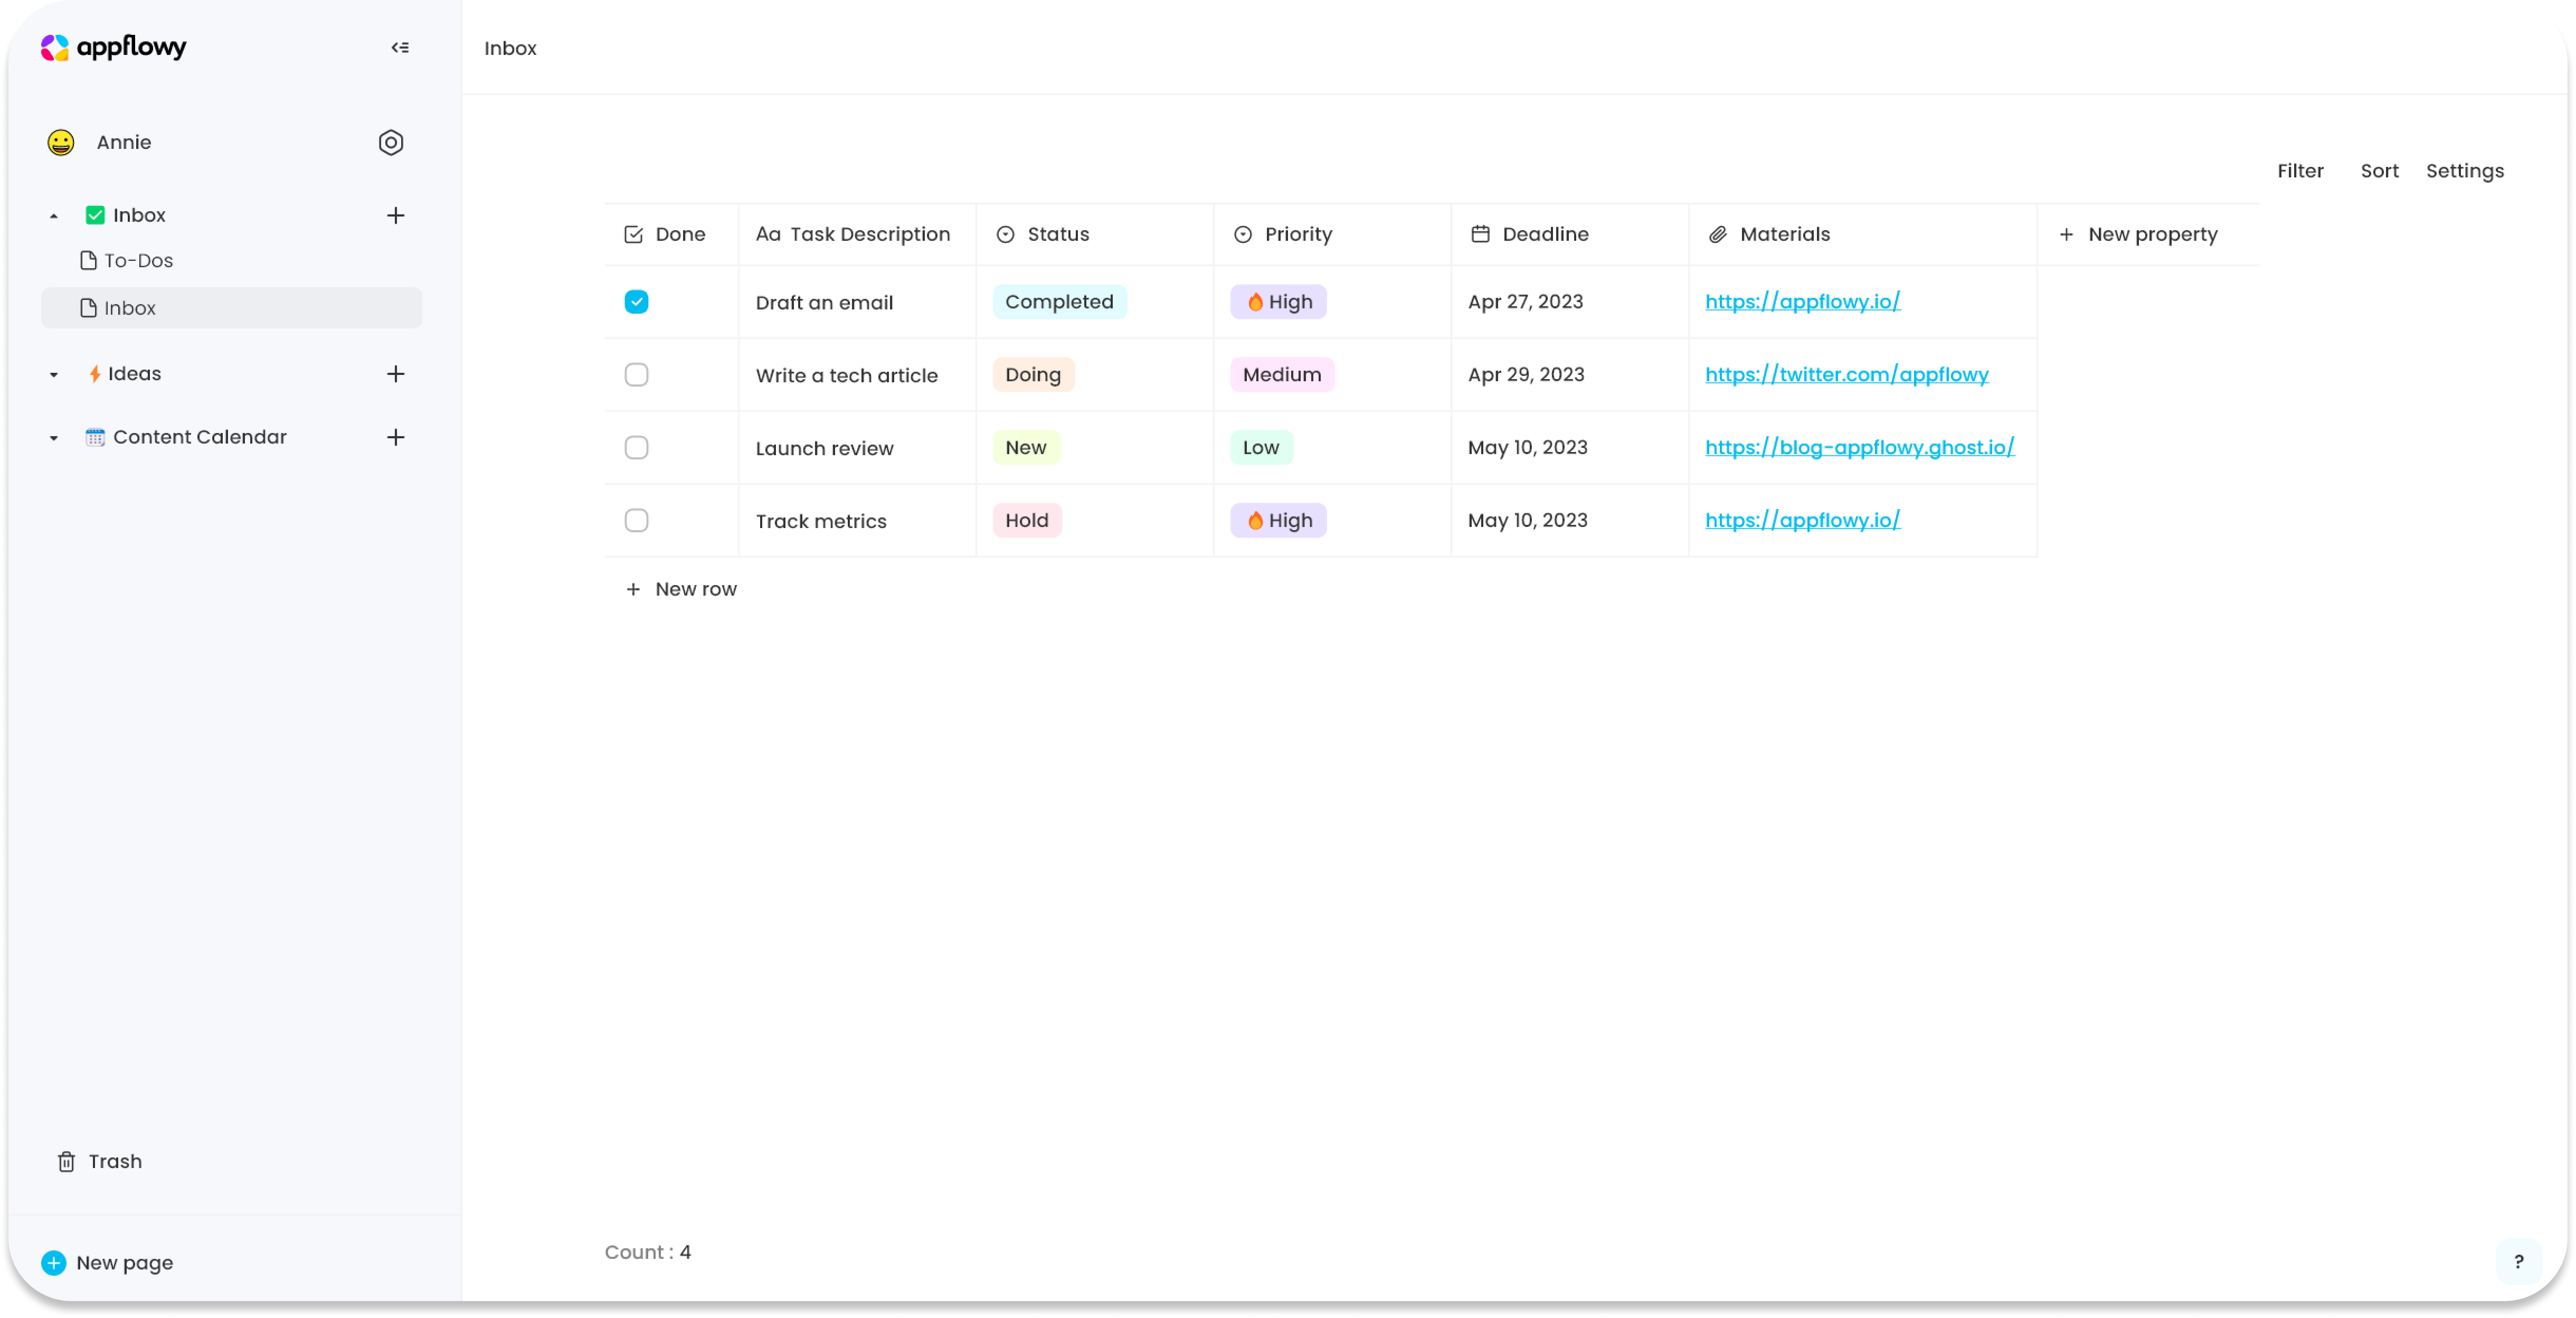 appflowy
Inbox
Annie
Inbox
To-Dos
Inbox
Ideas
Content Calendar
Trash
New page
Filter Sort Settings
Done Aa Task Description Status Priority Deadline Materials + New property
Draft an email Completed High Apr 27, 2023 https://appflowy.io/
Write a tech article Doing Medium Apr 29, 2023 https://twitter.com/appflowy
Launch review New Low May 10, 2023 https://blog-appflowy.ghost.io/
Track metrics Hold High May 10, 2023 https://appflowy.io/
+ New row
Count : 4
?